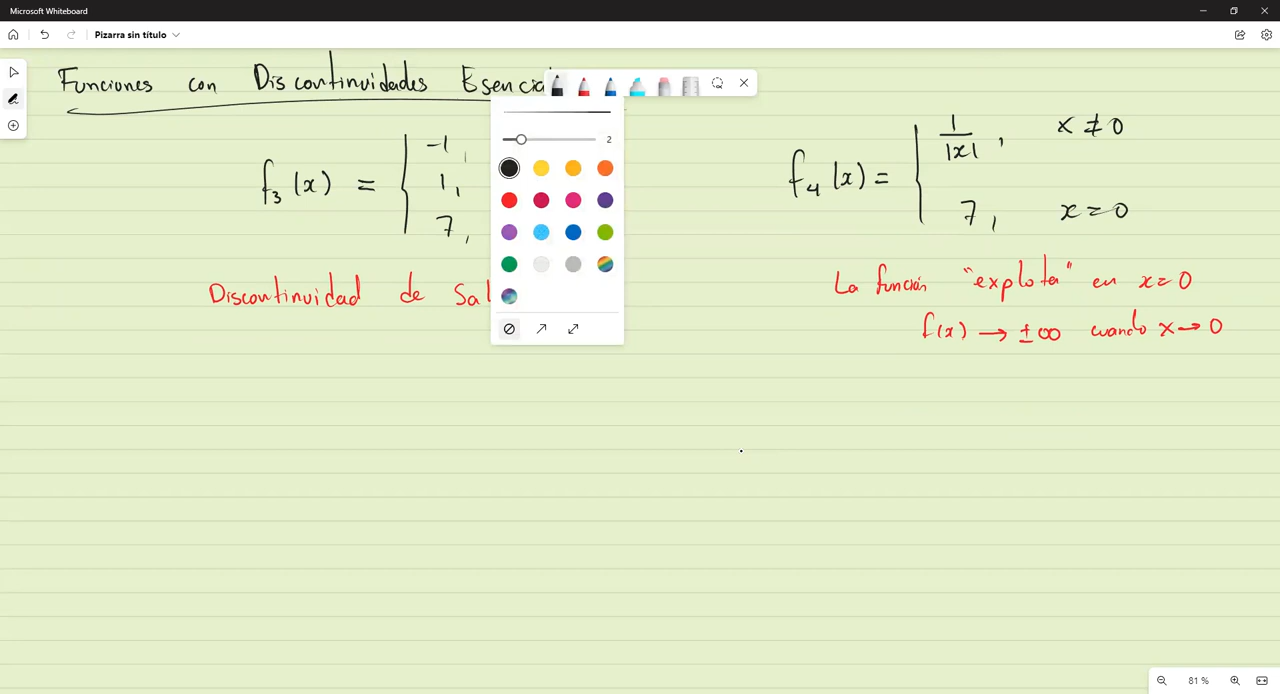 Microsoft Whiteboard
Pizarra sin título
Funciones con Discontinuidades Esencia
2
f₃(x) = { -1,
1,
7,
f₄(x) = { 1/|x|, x ≠ 0
7, x = 0
Discontinuidad de Sal
La función "explota" en x=0
f(x) → ±∞ cuando x → 0
81 %